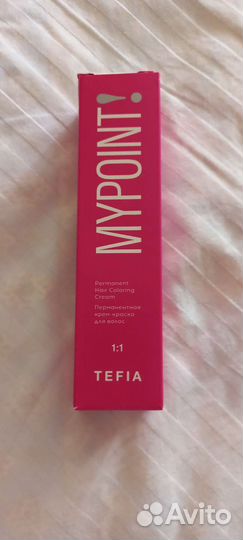 MYPOINT!
Permanent
Hair Coloring
Cream
Перманентная
крем-краска
для волос
1:1
TEFIA
Avito